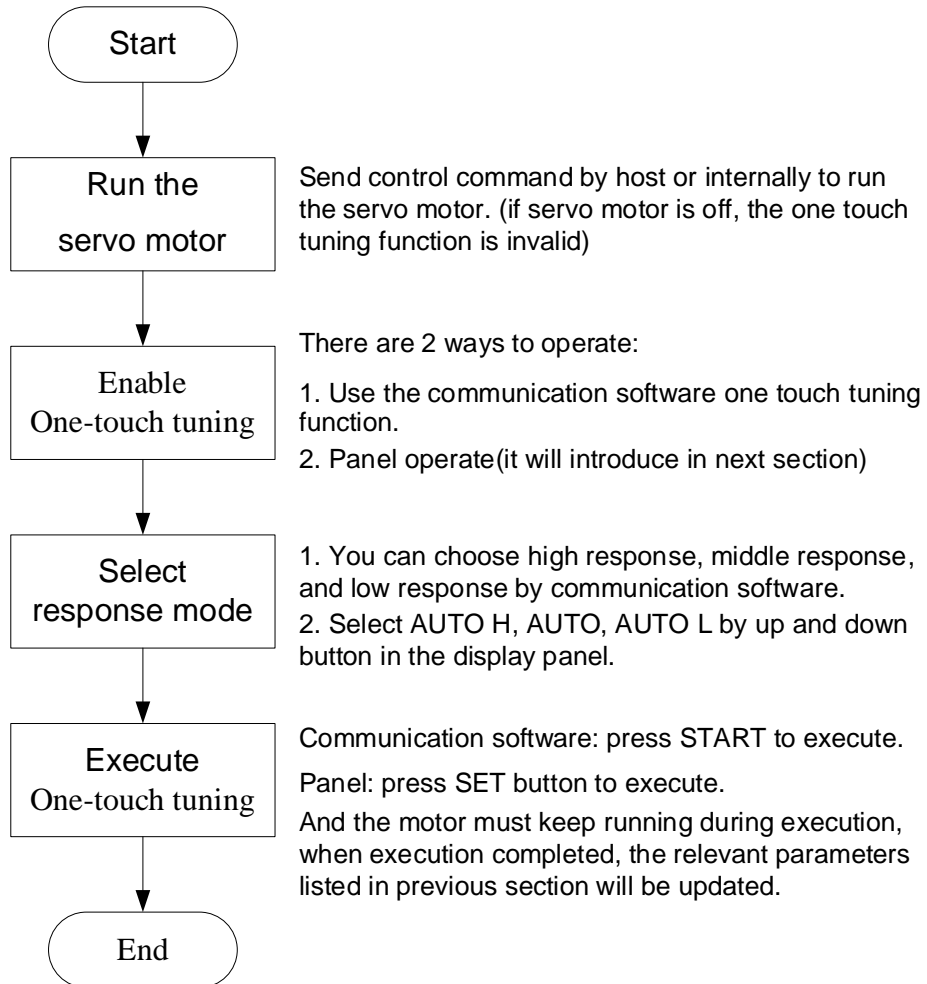 Start
Run the
servo motor
Send control command by host or internally to run
the servo motor. (if servo motor is off, the one touch
tuning function is invalid)
Enable
One-touch tuning
There are 2 ways to operate:
1. Use the communication software one touch tuning
function.
2. Panel operate(it will introduce in next section)
Select
response mode
1. You can choose high response, middle response,
and low response by communication software.
2. Select AUTO H, AUTO, AUTO L by up and down
button in the display panel.
Execute
One-touch tuning
Communication software: press START to execute.
Panel: press SET button to execute.
And the motor must keep running during execution,
when execution completed, the relevant parameters
listed in previous section will be updated.
End